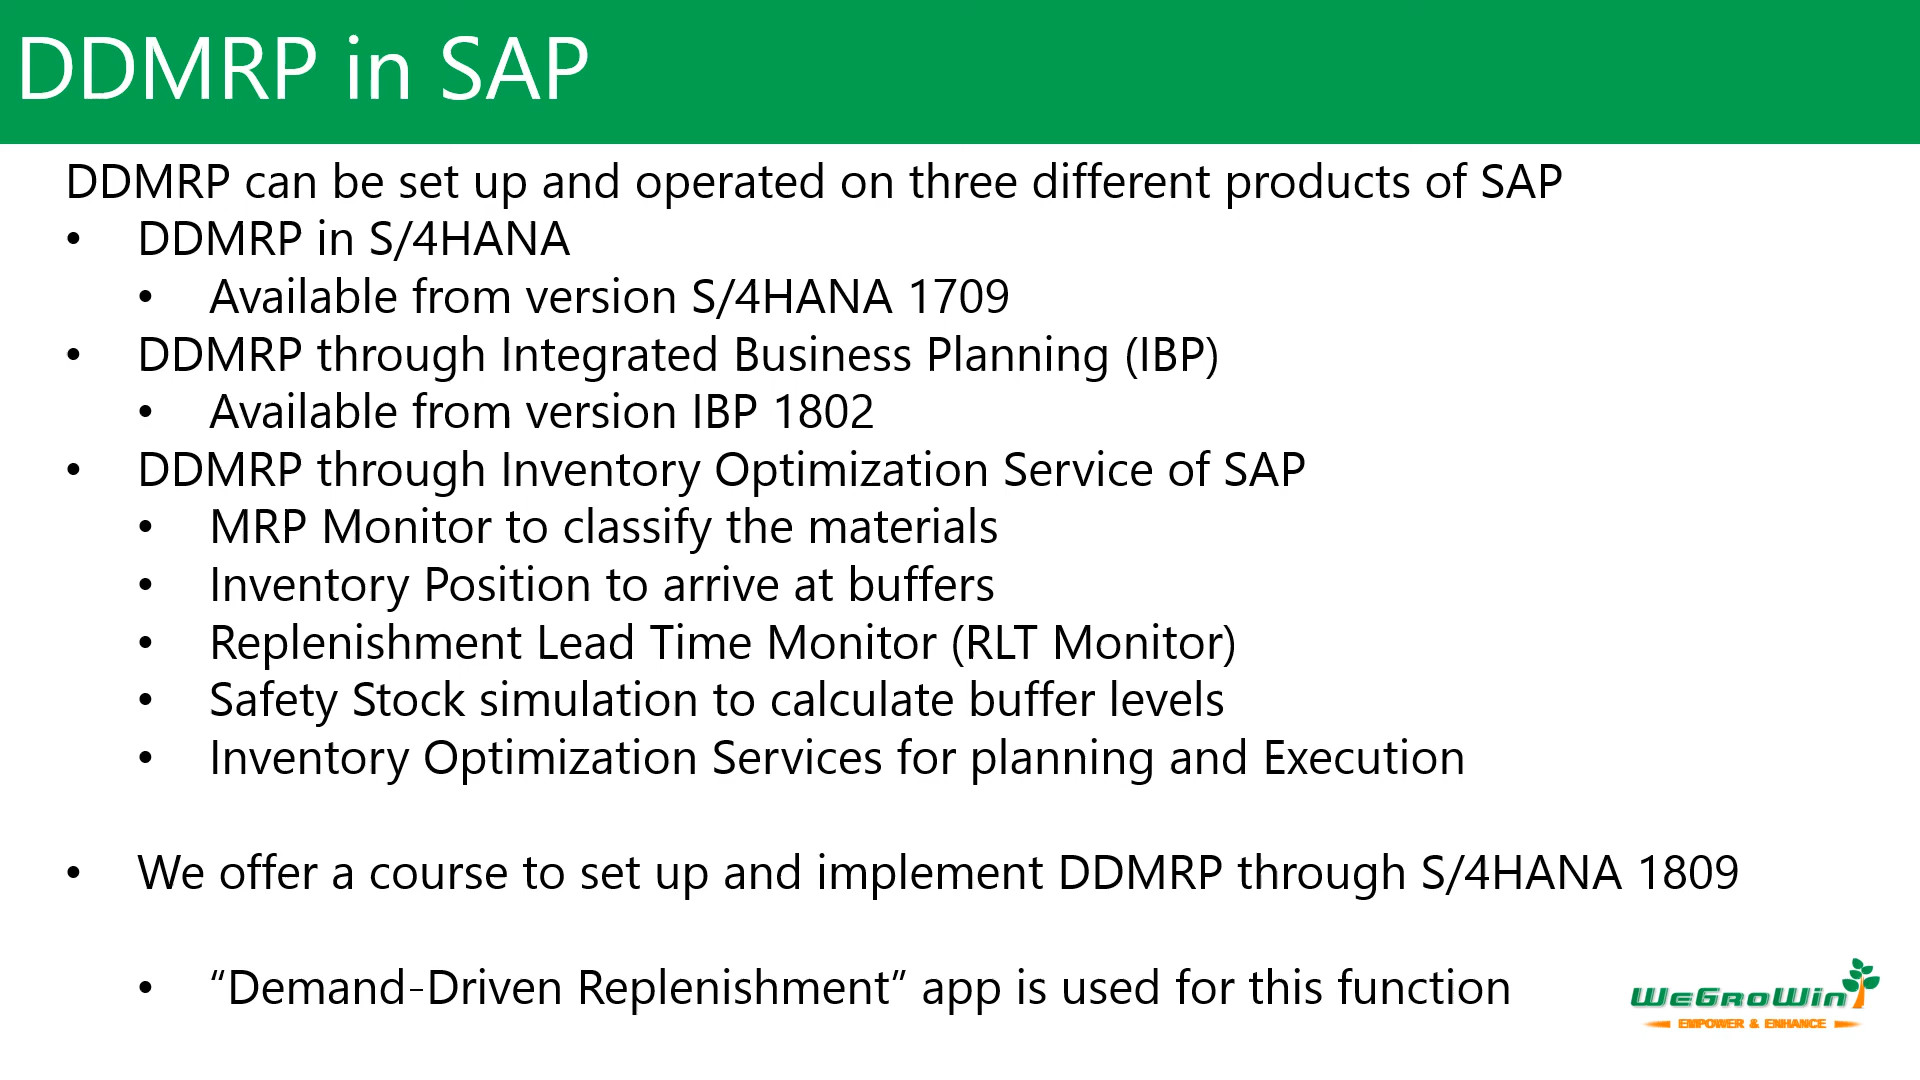 DDMRP in SAP
DDMRP can be set up and operated on three different products of SAP
• DDMRP in S/4HANA
• Available from version S/4HANA 1709
• DDMRP through Integrated Business Planning (IBP)
• Available from version IBP 1802
• DDMRP through Inventory Optimization Service of SAP
• MRP Monitor to classify the materials
• Inventory Position to arrive at buffers
• Replenishment Lead Time Monitor (RLT Monitor)
• Safety Stock simulation to calculate buffer levels
• Inventory Optimization Services for planning and Execution
• We offer a course to set up and implement DDMRP through S/4HANA 1809
• “Demand-Driven Replenishment” app is used for this function
WeGroWin
EMPOWER & ENHANCE